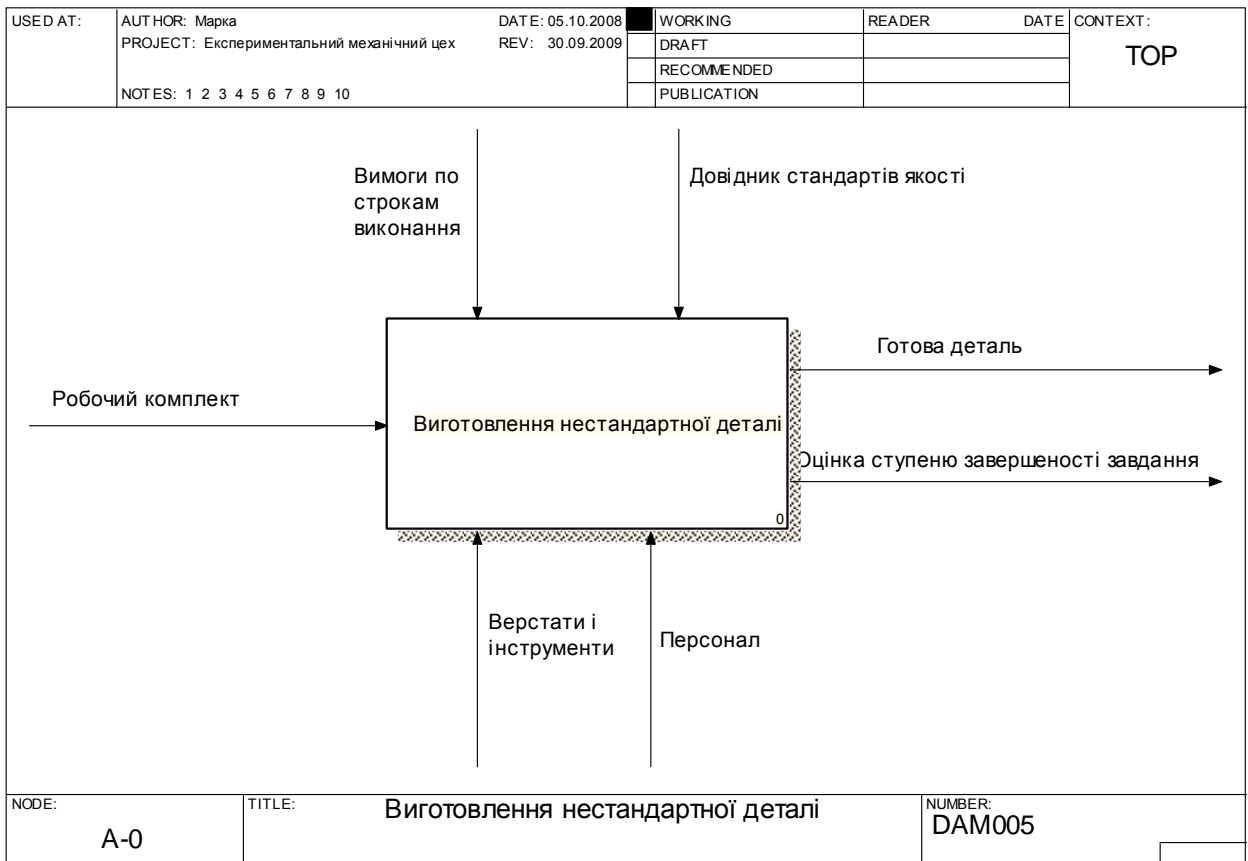 USED AT:
AUTHOR: Марка
DATE: 05.10.2008
PROJECT: Експериментальний механічний цех
REV: 30.09.2009
NOTES: 1 2 3 4 5 6 7 8 9 10
WORKING
DRAFT
RECOMMENDED
PUBLICATION
READER
DATE
CONTEXT:
TOP
Вимоги по
строкам
виконання
Довідник стандартів якості
Готова деталь
Робочий комплект
Виготовлення нестандартної деталі
Оцінка ступеню завершеності завдання
0
Верстати і
інструменти
Персонал
NODE:
A-0
TITLE:
Виготовлення нестандартної деталі
NUMBER:
DAM005